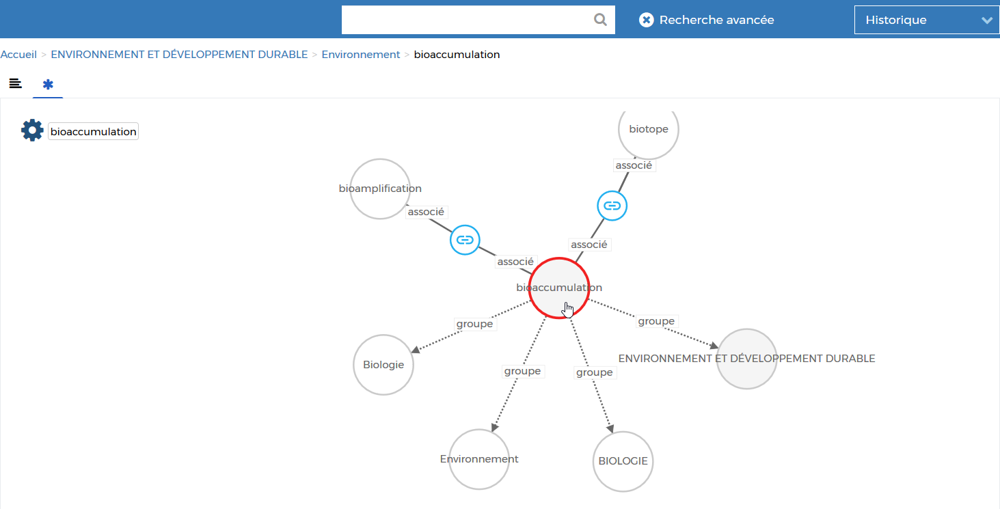 Recherche avancée
Historique
Accueil > ENVIRONNEMENT ET DÉVELOPPEMENT DURABLE > Environnement > bioaccumulation
bioaccumulation
biotope
associé
bioamplification
associé
associé
associé
bioaccumulation
groupe
groupe
ENVIRONNEMENT ET DÉVELOPPEMENT DURABLE
Biologie
groupe
groupe
Environnement
BIOLOGIE